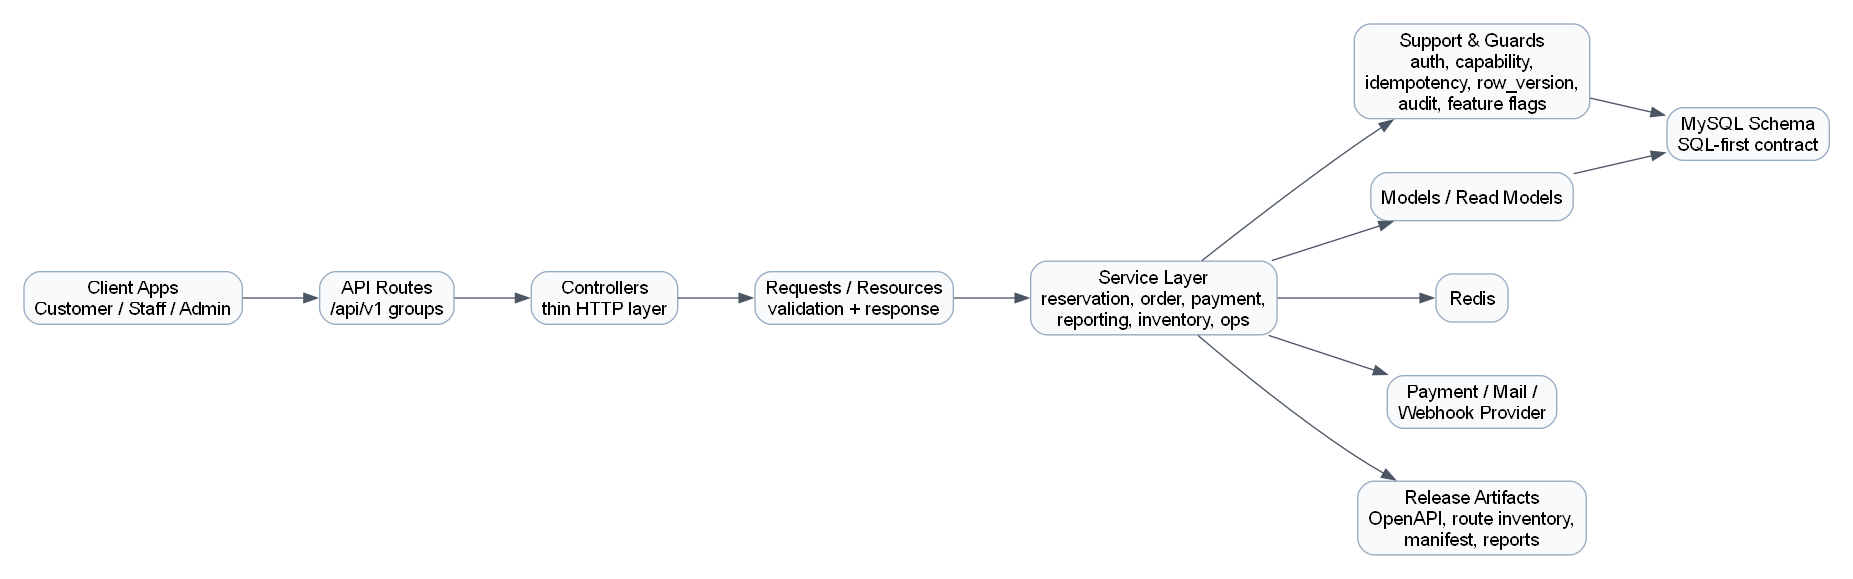 Client Apps
Customer / Staff / Admin
API Routes
/api/v1 groups
Controllers
thin HTTP layer
Requests / Resources
validation + response
Service Layer
reservation, order, payment,
reporting, inventory, ops
Support & Guards
auth, capability,
idempotency, row_version,
audit, feature flags
Models / Read Models
MySQL Schema
SQL-first contract
Redis
Payment / Mail /
Webhook Provider
Release Artifacts
OpenAPI, route inventory,
manifest, reports